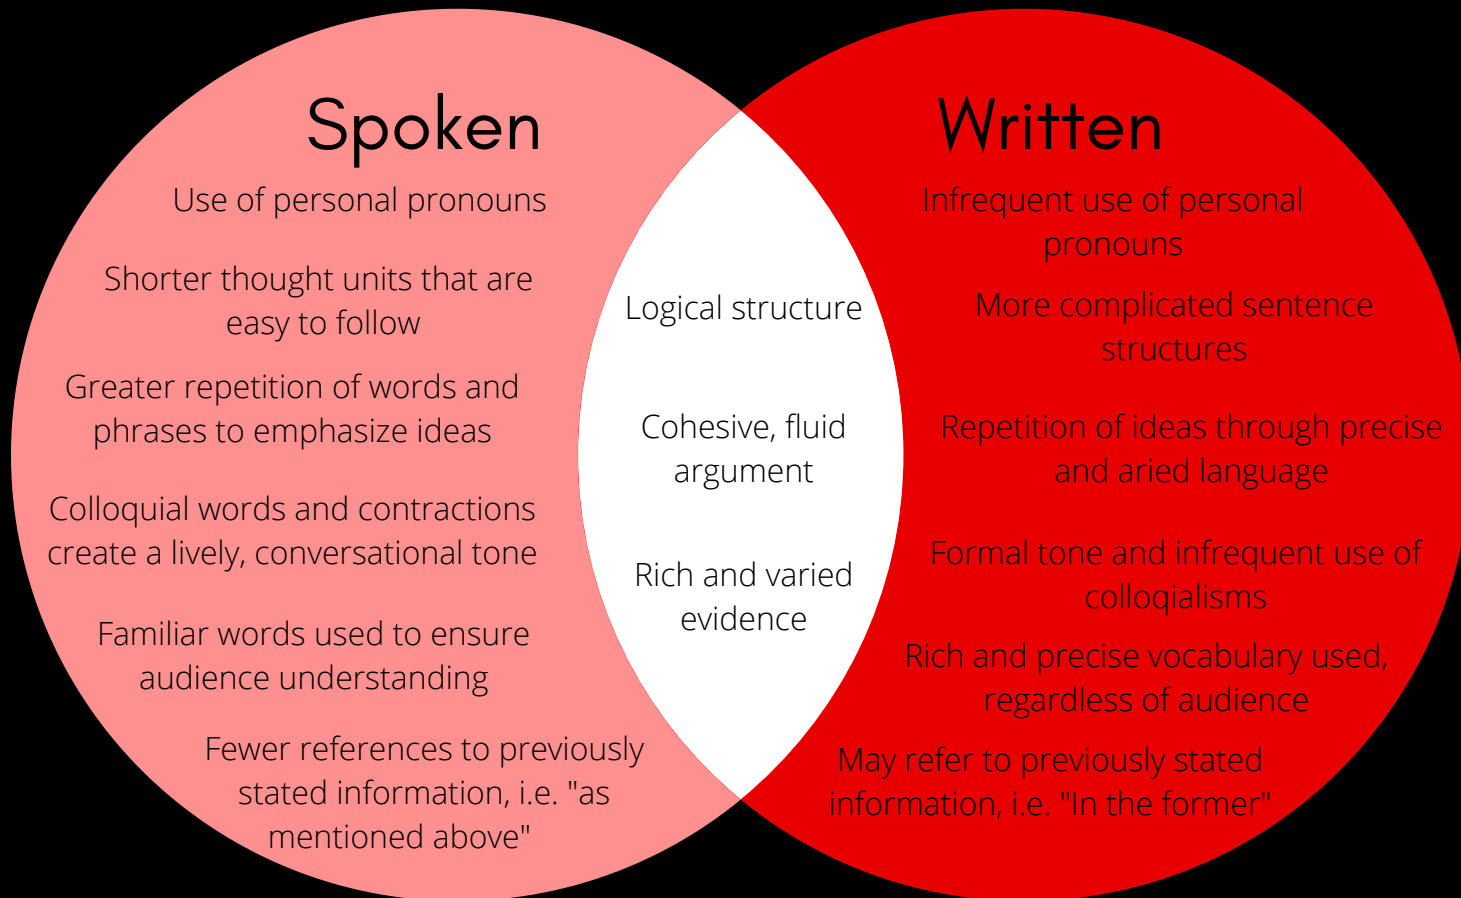 Spoken
Use of personal pronouns
Shorter thought units that are
easy to follow
Greater repetition of words and
phrases to emphasize ideas
Colloquial words and contractions
create a lively, conversational tone
Familiar words used to ensure
audience understanding
Fewer references to previously
stated information, i.e. "as
mentioned above"
Logical structure
Cohesive, fluid
argument
Rich and varied
evidence
Written
Infrequent use of personal
pronouns
More complicated sentence
structures
Repetition of ideas through precise
and aried language
Formal tone and infrequent use of
colloqialisms
Rich and precise vocabulary used,
regardless of audience
May refer to previously stated
information, i.e. "In the former"